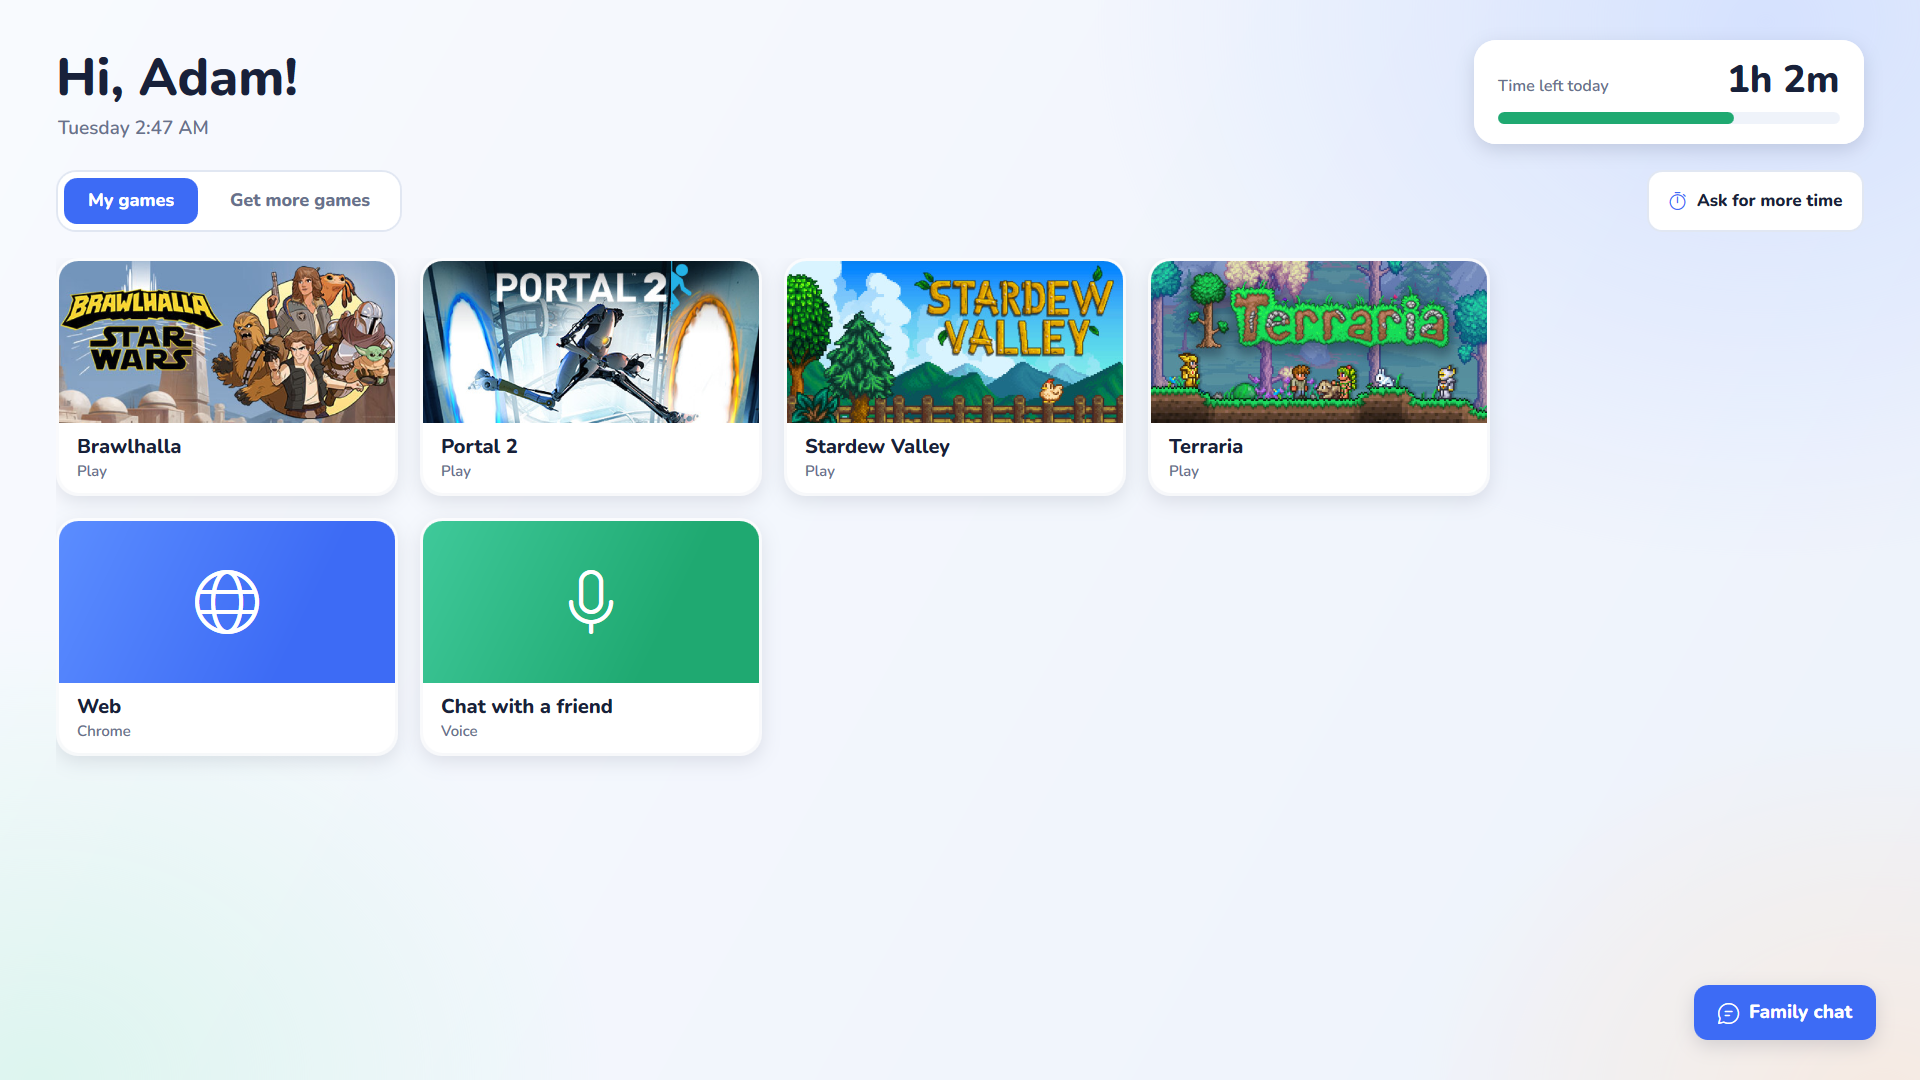 Hi, Adam!
Tuesday 2:47 AM
Time left today
1h 2m
My games
Get more games
Ask for more time
BRAWLHALLA
STAR
WARS
PORTAL 2
STARDEW
VALLEY
Terraria
Brawlhalla
Play
Portal 2
Play
Stardew Valley
Play
Terraria
Play
Web
Chrome
Chat with a friend
Voice
Family chat